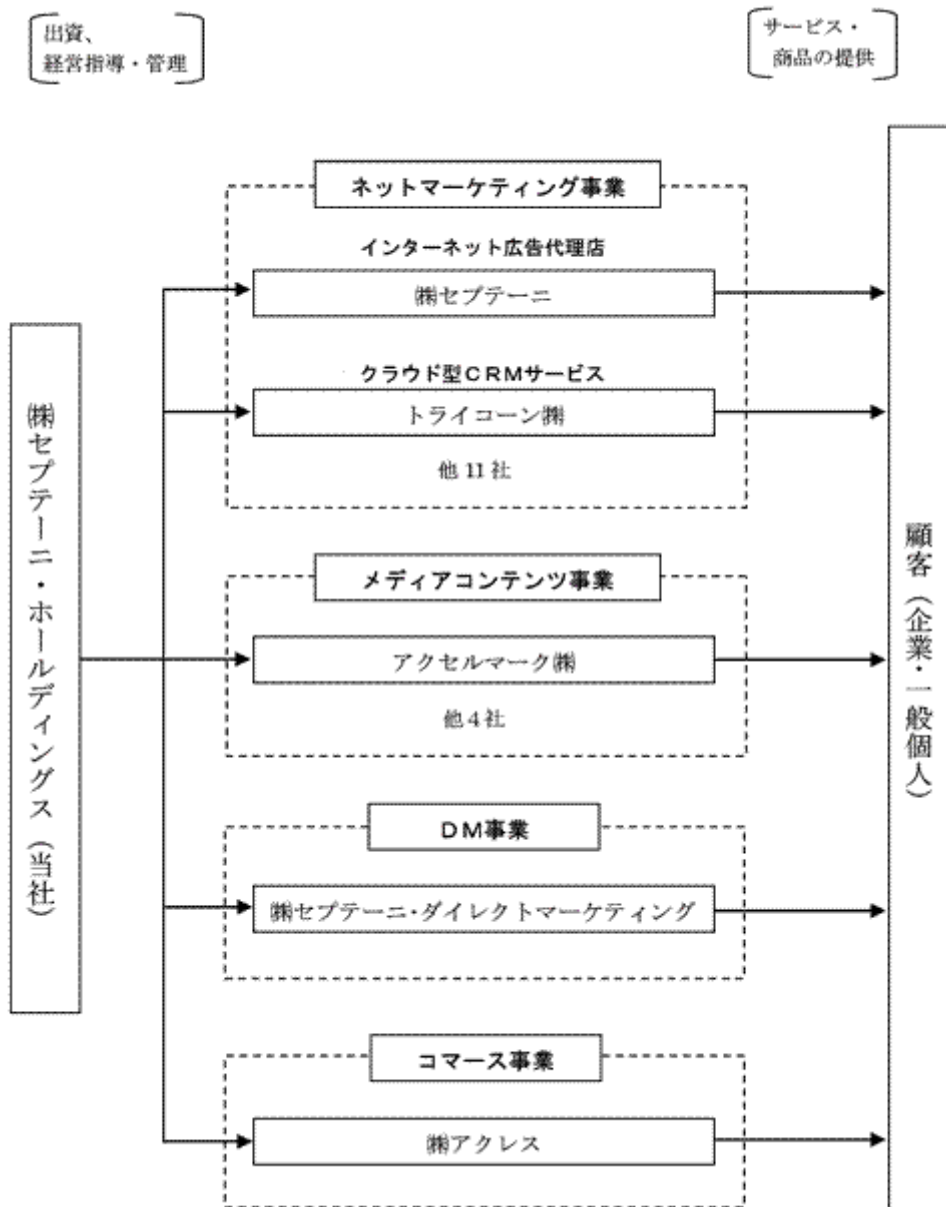 出資、
経営指導・管理
サービス・
商品の提供
ネットマーケティング事業
インターネット広告代理店
㈱セプテーニ
クラウド型ＣＲＭサービス
トライコーン㈱
他 11 社
メディアコンテンツ事業
アクセルマーク㈱
他 4 社
ＤＭ事業
㈱セプテーニ・ダイレクトマーケティング
コマース事業
㈱アクレス
㈱セプテーニ・ホールディングス（当社）
顧客（企業・一般個人）